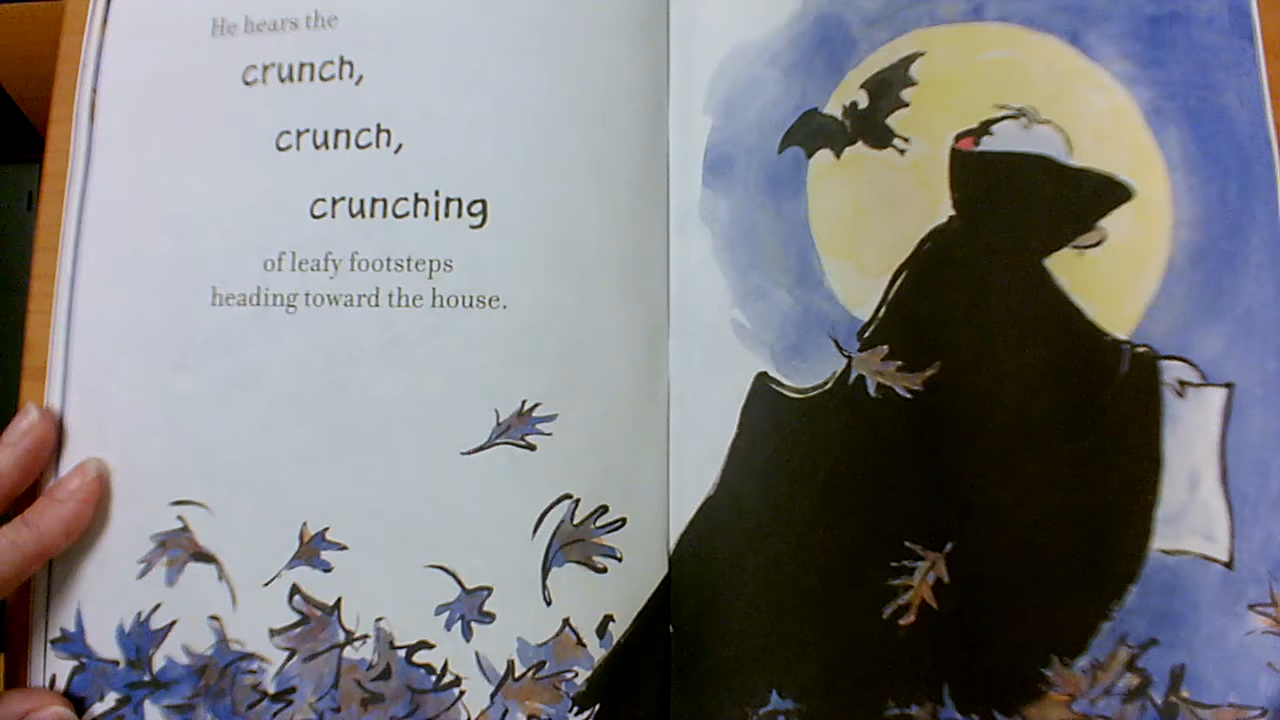 He hears the
crunch,
crunch,
crunching
of leafy footsteps
heading toward the house.